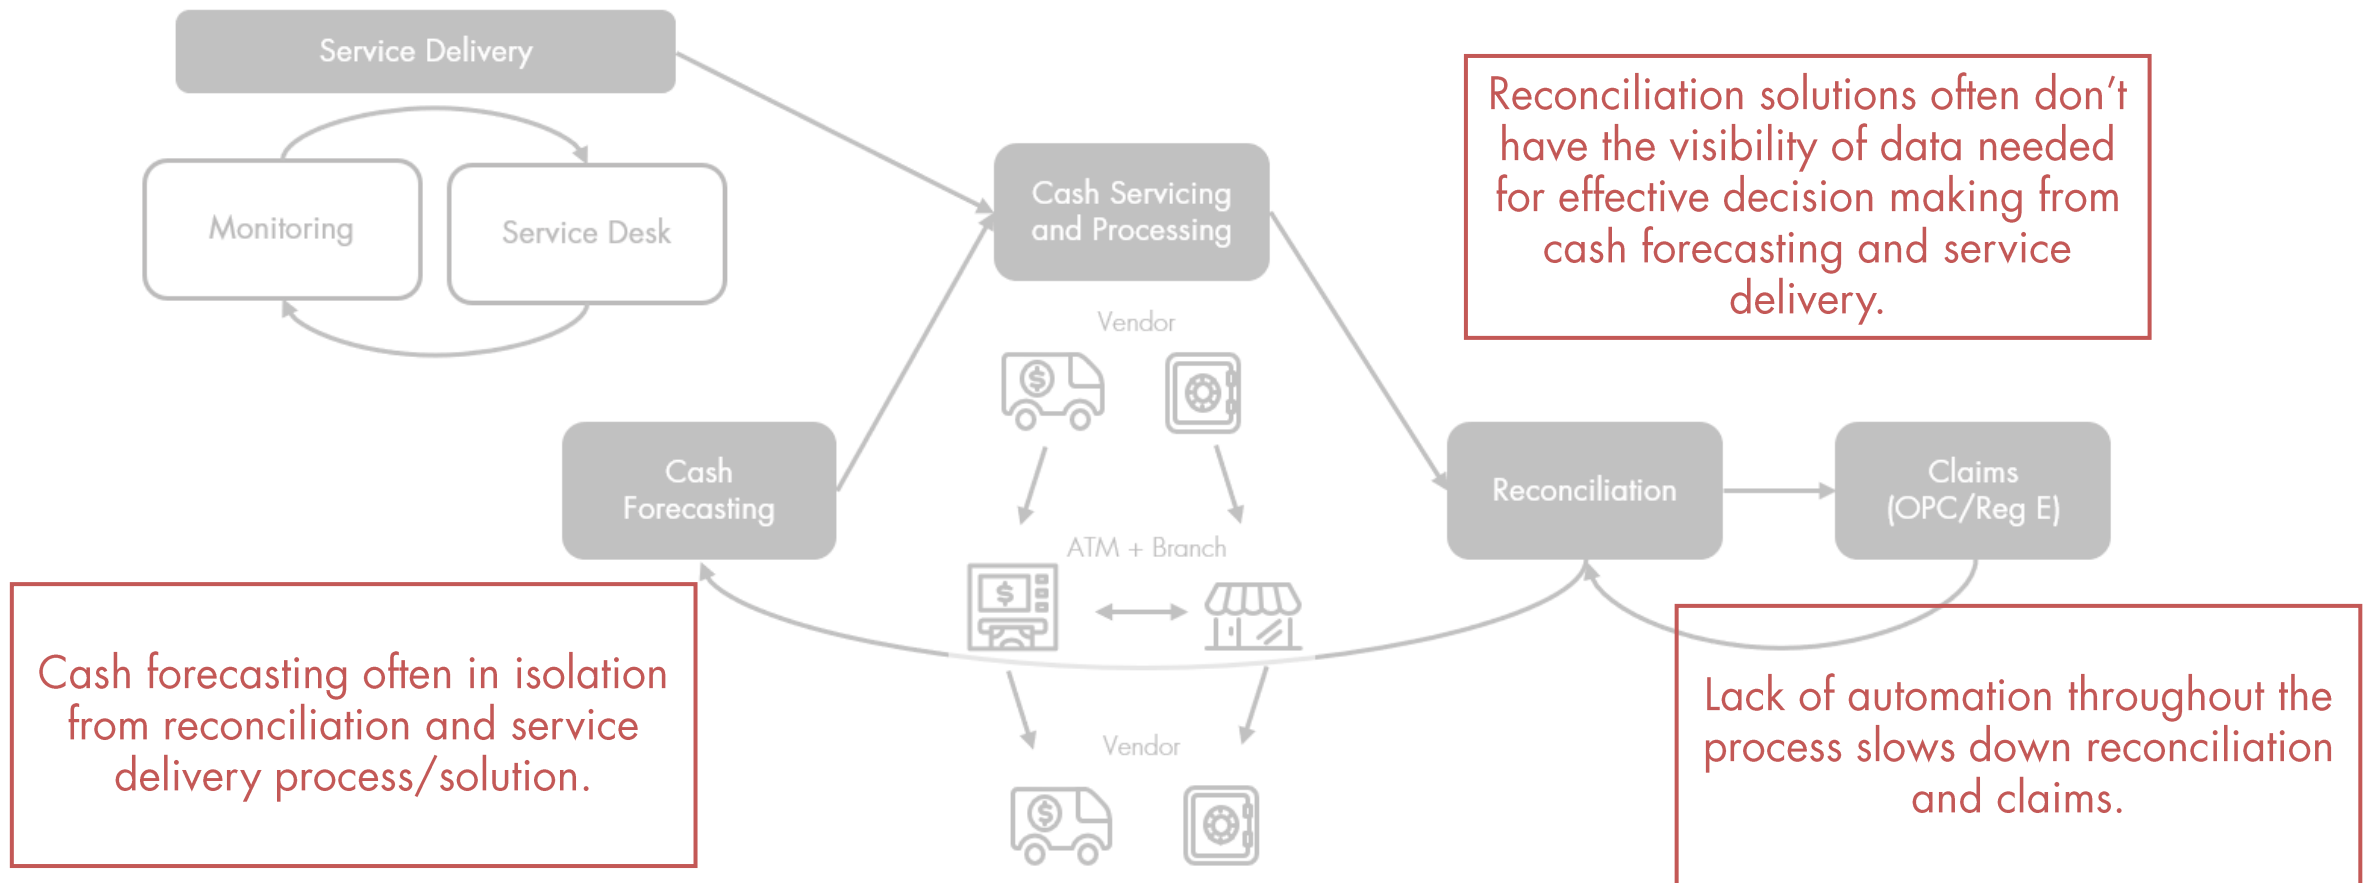 Service Delivery
Monitoring
Service Desk
Cash Servicing
and Processing
Reconciliation solutions often don’t
have the visibility of data needed
for effective decision making from
cash forecasting and service
delivery.
Vendor
$
Cash
Forecasting
Reconciliation
Claims
(OPC/Reg E)
ATM + Branch
$
Cash forecasting often in isolation
from reconciliation and service
delivery process/solution.
Lack of automation throughout the
process slows down reconciliation
and claims.
Vendor
$